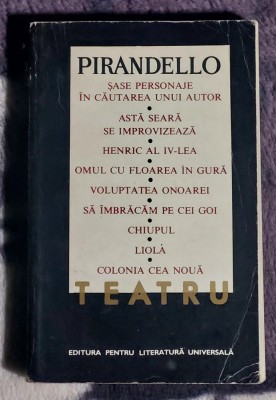 PIRANDELLO
ȘASE PERSONAJE
ÎN CĂUTAREA UNUI AUTOR
ASTĂ SEARĂ
SE IMPROVIZEAZĂ
HENRIC AL IV-LEA
OMUL CU FLOAREA ÎN GURĂ
VOLUPTATEA ONOAREI
SĂ ÎMBRĂCĂM PE CEI GOI
CHIUPUL
LIOLÀ
COLONIA CEA NOUĂ
TEATRU
EDITURA PENTRU LITERATURĂ UNIVERSALĂ